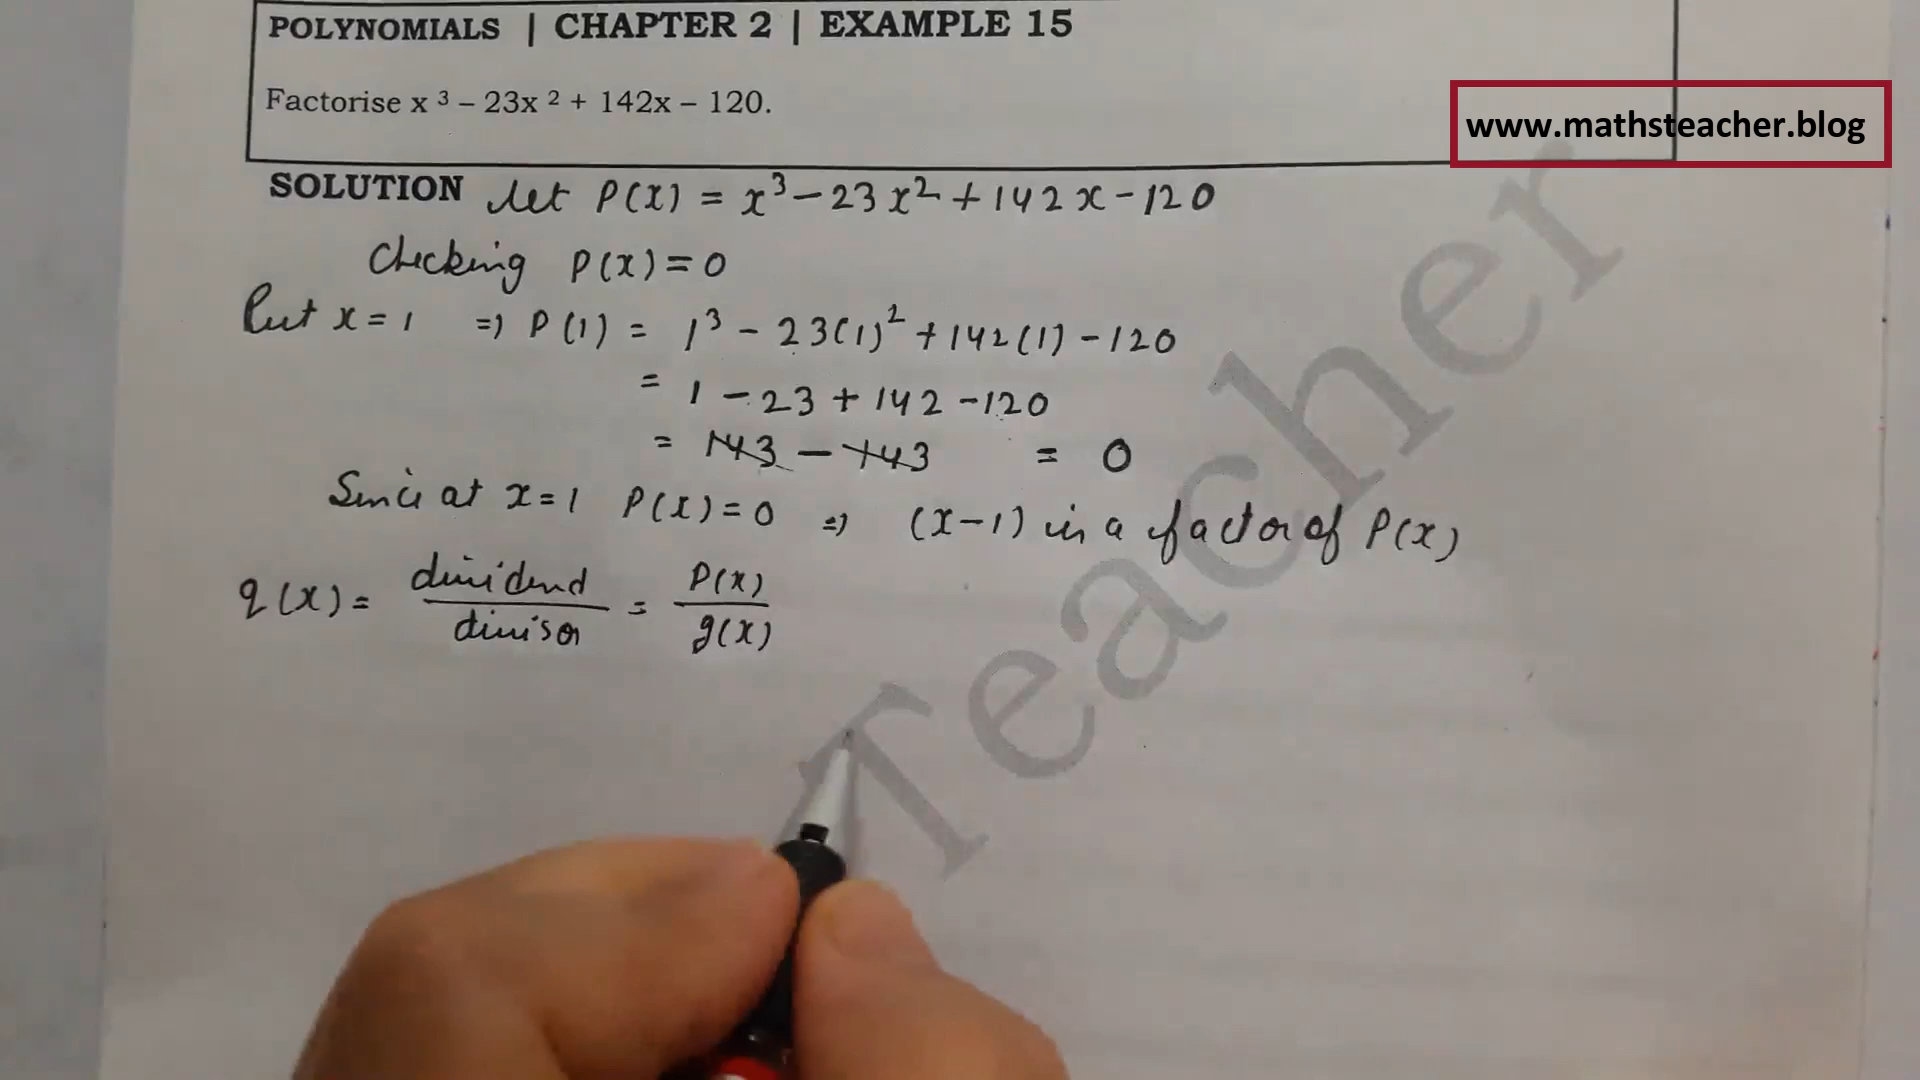 POLYNOMIALS | CHAPTER 2 | EXAMPLE 15
Factorise x ³ – 23x ² + 142x – 120.
www.mathsteacher.blog
SOLUTION Let P(x) = x³ – 23x² + 142x – 120
Checking P(x) = 0
Put x = 1 ⇒ P(1) = 1³ – 23(1)² + 142(1) – 120
= 1 – 23 + 142 – 120
= 143 – 143 = 0
Since at x = 1 P(x) = 0 ⇒ (x – 1) is a factor of P(x)
q(x) = dividend / divisor = P(x) / g(x)
Teacher